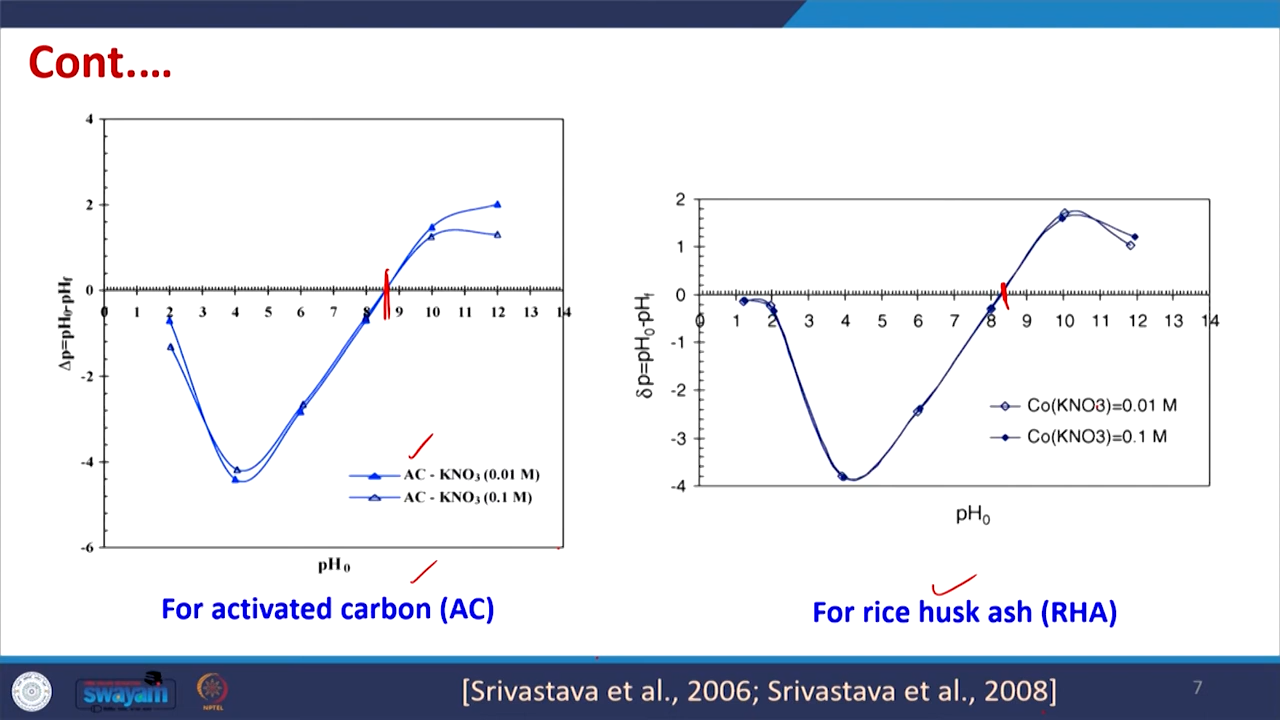 Cont....
4
2
0
-2
-4
-6
Δp=pH₀-pHf
0 1 2 3 4 5 6 7 8 9 10 11 12 13 14
AC - KNO₃ (0.01 M)
AC - KNO₃ (0.1 M)
pH₀
For activated carbon (AC)
2
1
0
-1
-2
-3
-4
δp=pH₀-pHf
0 1 2 3 4 5 6 7 8 9 10 11 12 13 14
Co(KNO3)=0.01 M
Co(KNO3)=0.1 M
pH₀
For rice husk ash (RHA)
swayam
NPTEL
[Srivastava et al., 2006; Srivastava et al., 2008]
7